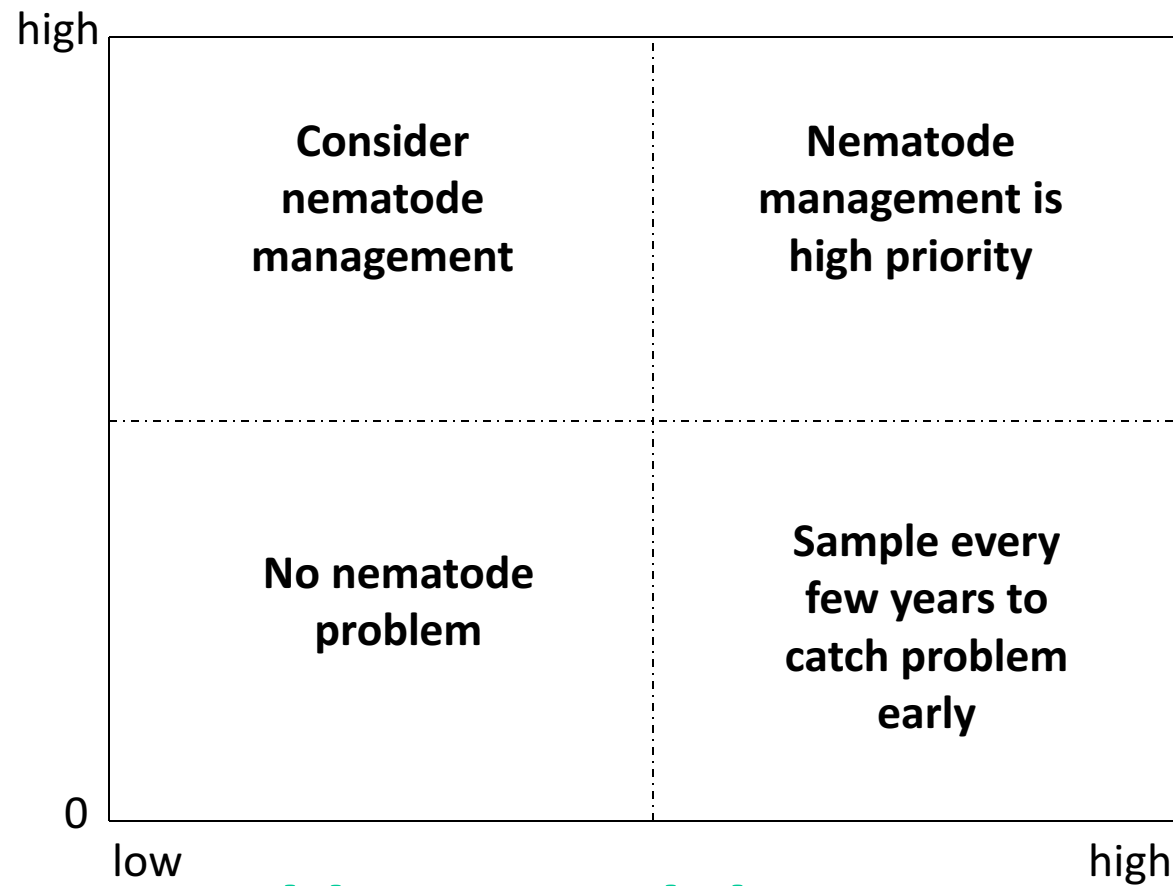 high
Consider
nematode
management
Nematode
management is
high priority
No nematode
problem
Sample every
few years to
catch problem
early
0
low
high